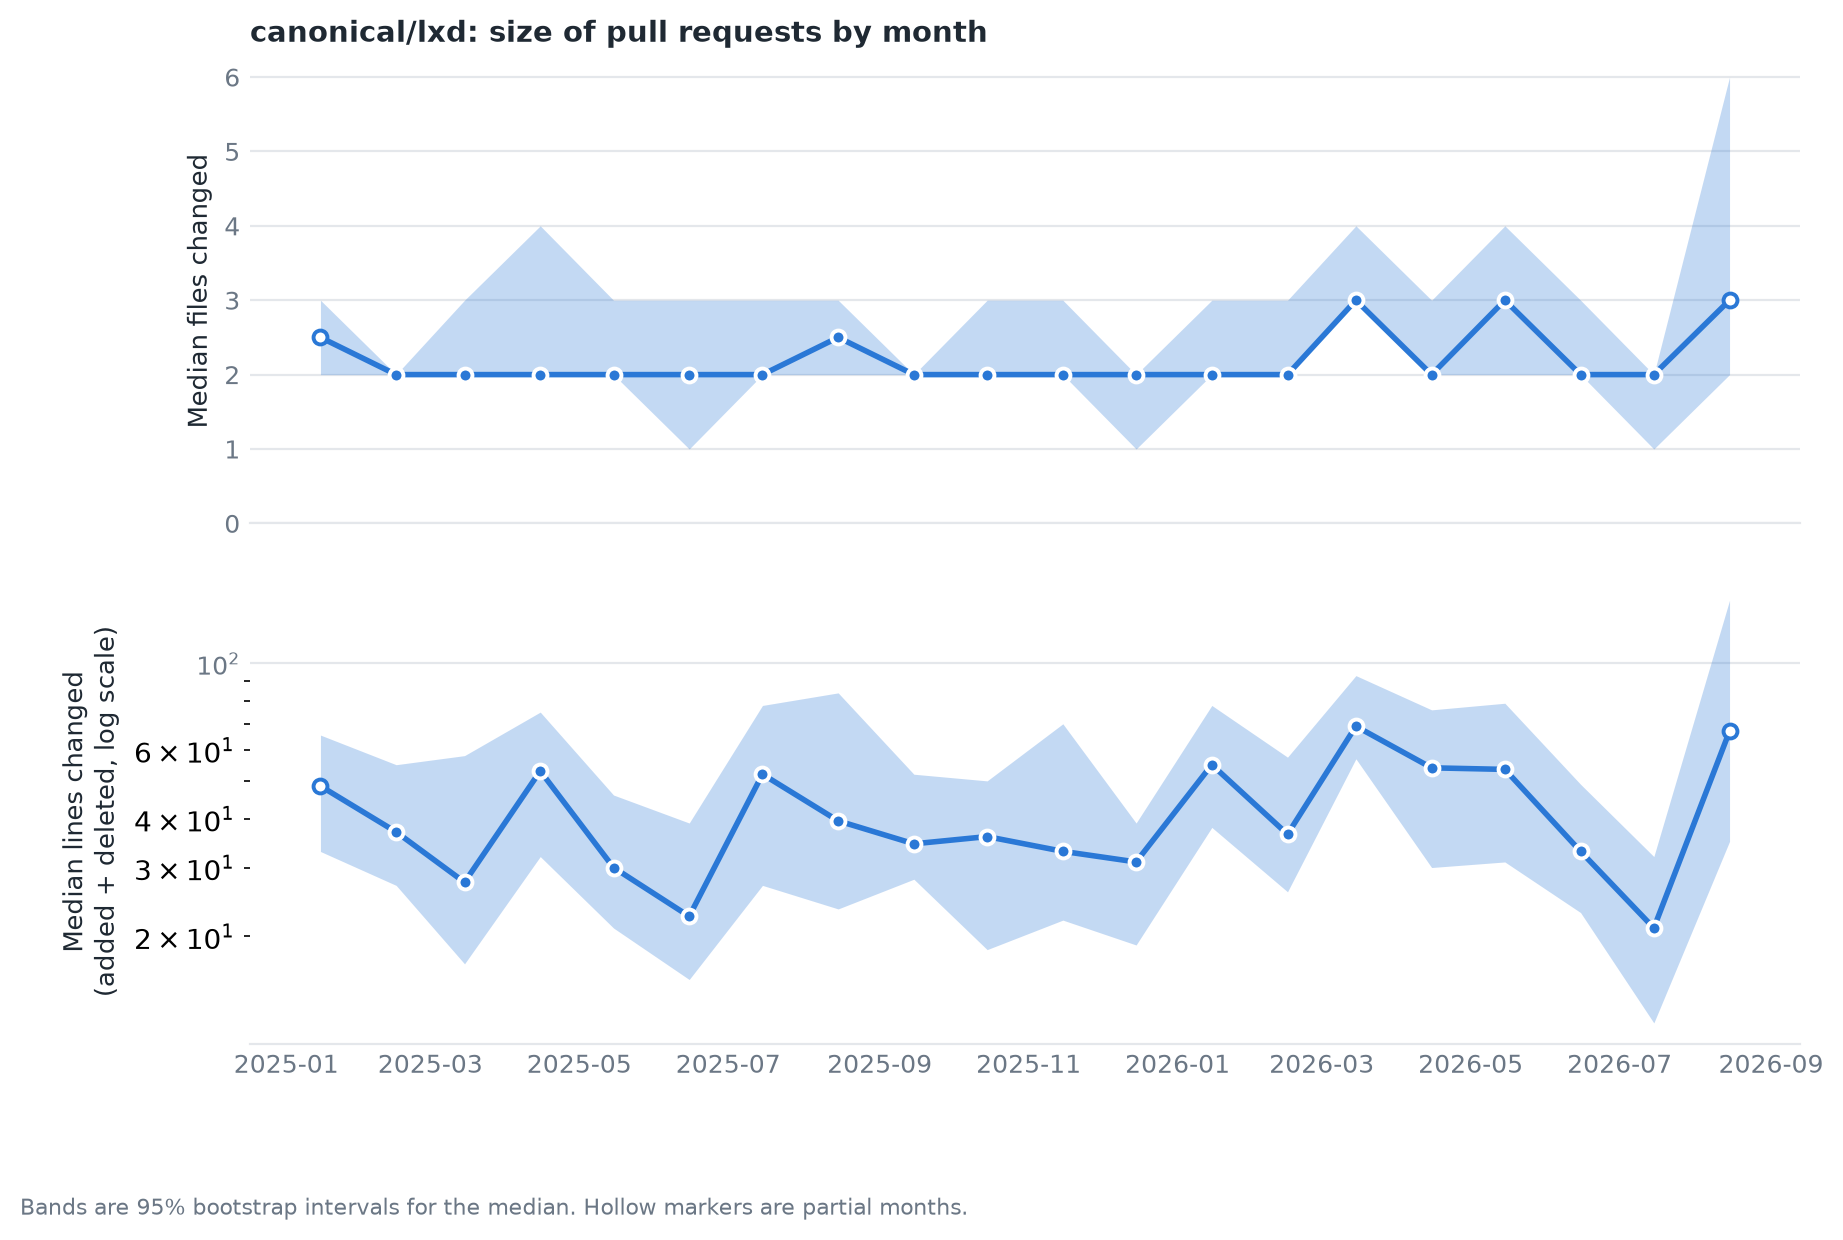 canonical/lxd: size of pull requests by month
6
5
4
3
2
1
0
Median files changed
10²
6 × 10¹
4 × 10¹
3 × 10¹
2 × 10¹
Median lines changed
(added + deleted, log scale)
2025-01 2025-03 2025-05 2025-07 2025-09 2025-11 2026-01 2026-03 2026-05 2026-07 2026-09
Bands are 95% bootstrap intervals for the median. Hollow markers are partial months.